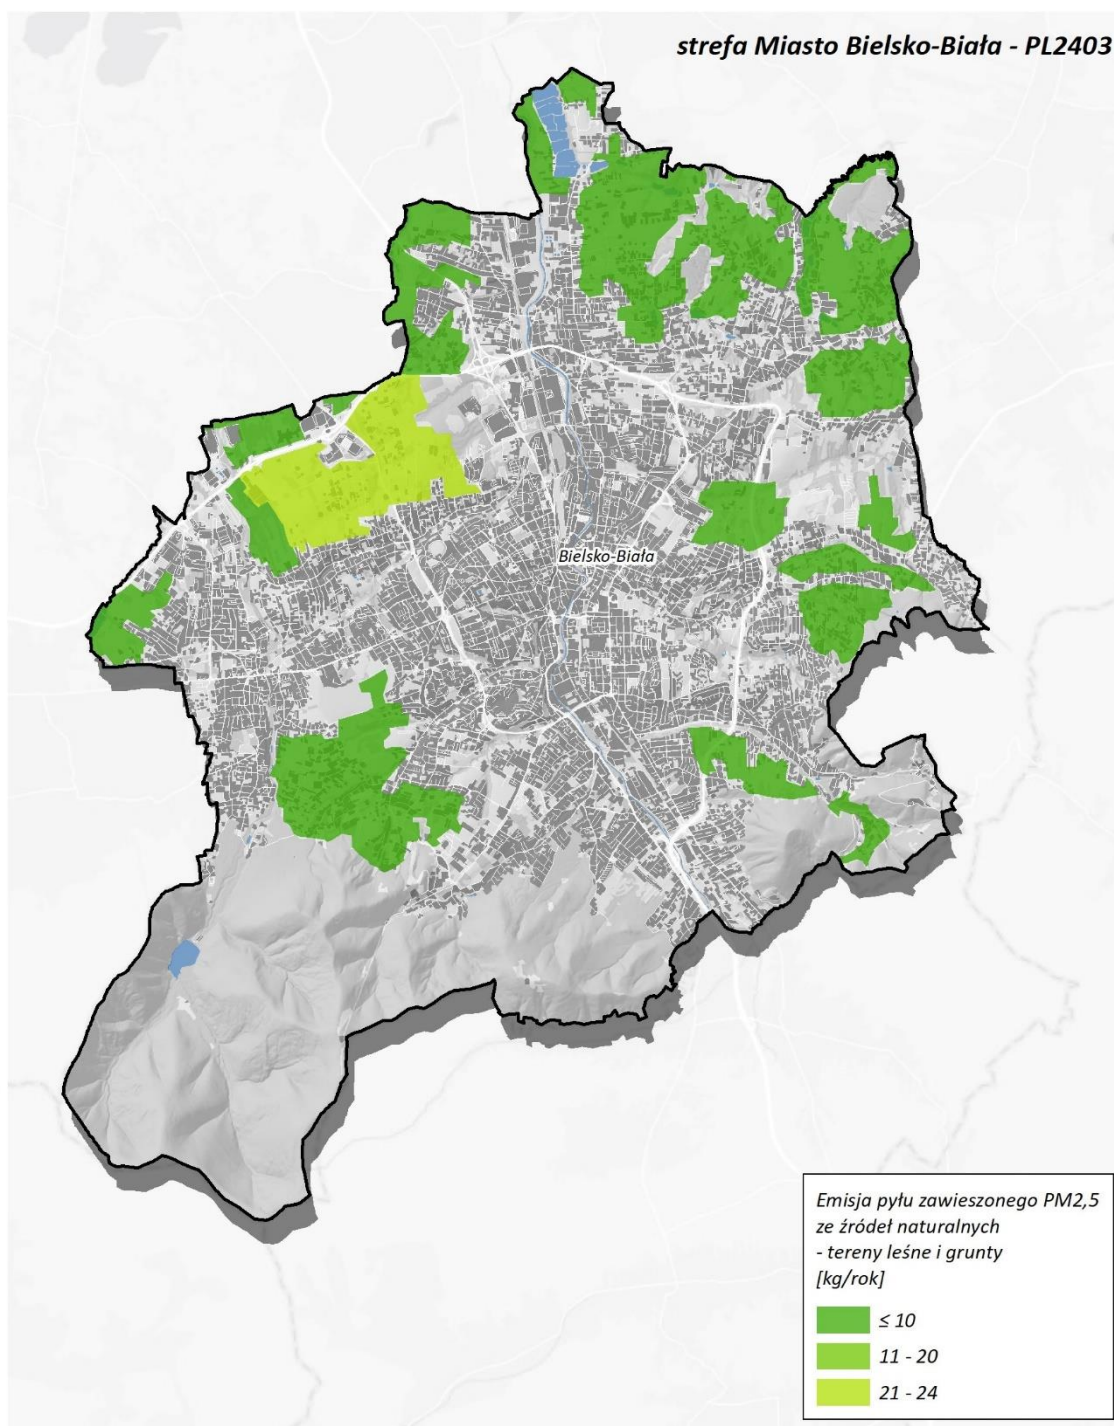 strefa Miasto Bielsko-Biała - PL2403
Bielsko-Biała
Emisja pyłu zawieszonego PM2,5
ze źródeł naturalnych
- tereny leśne i grunty
[kg/rok]
≤ 10
11 - 20
21 - 24